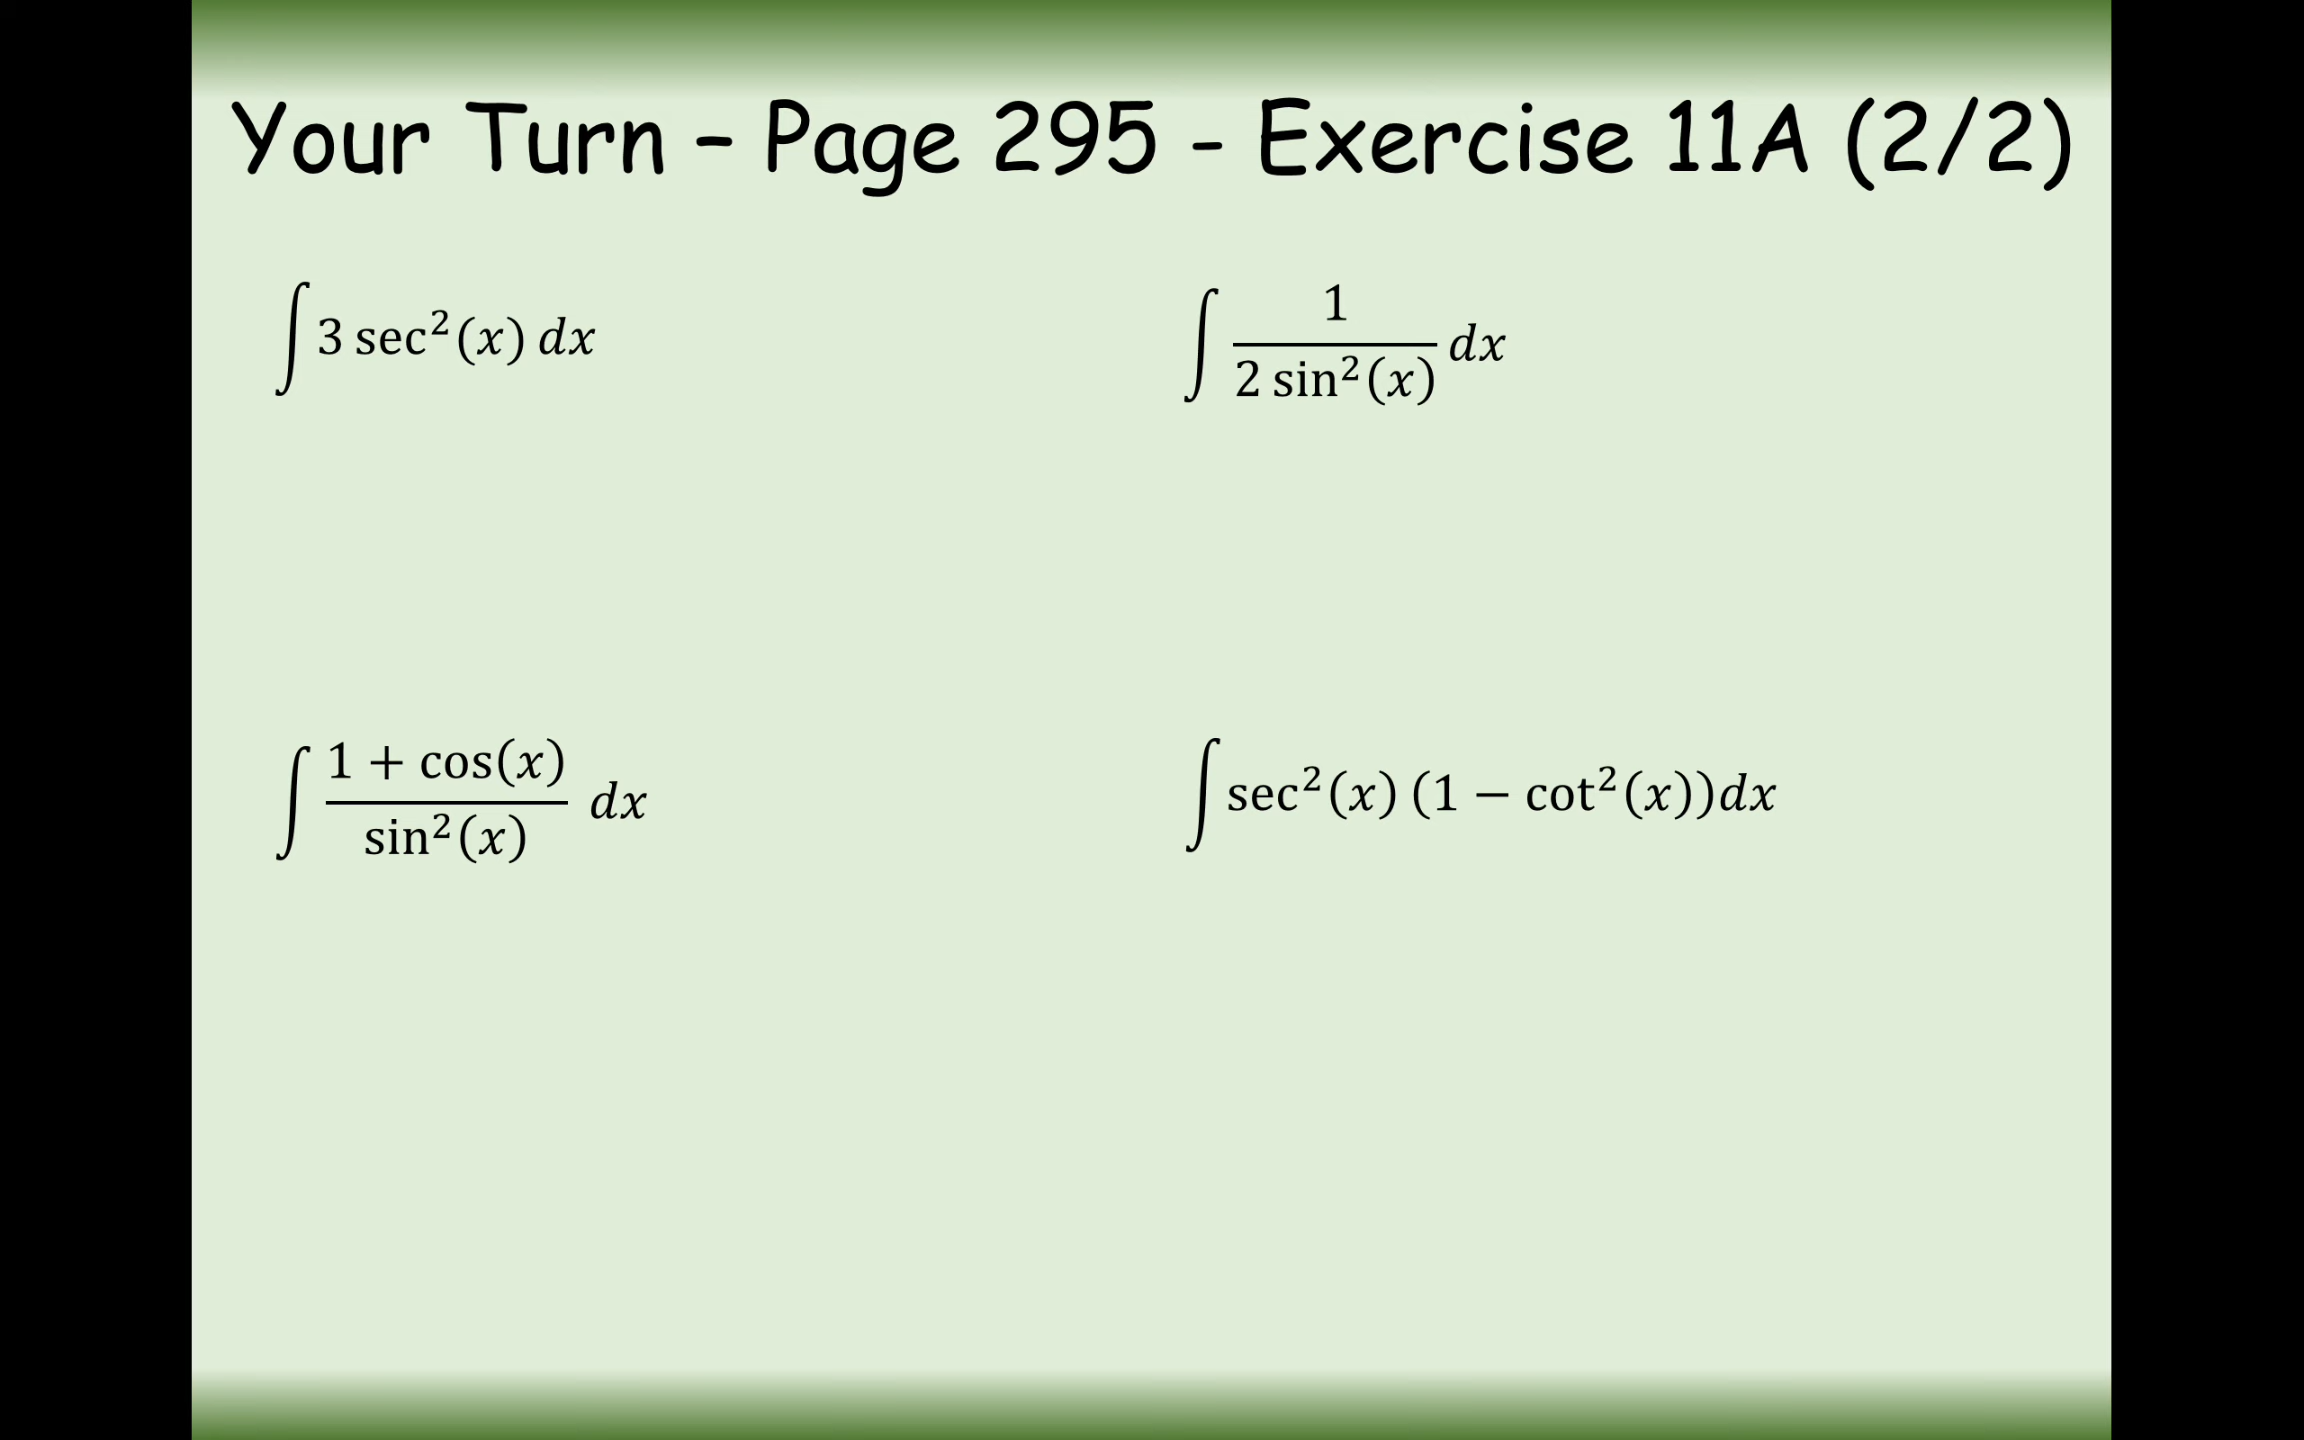 Your Turn – Page 295 - Exercise 11A (2/2)
∫ 3 sec²(x) dx
∫ 1/(2 sin²(x)) dx
∫ (1 + cos(x))/(sin²(x)) dx
∫ sec²(x) (1 − cot²(x))dx